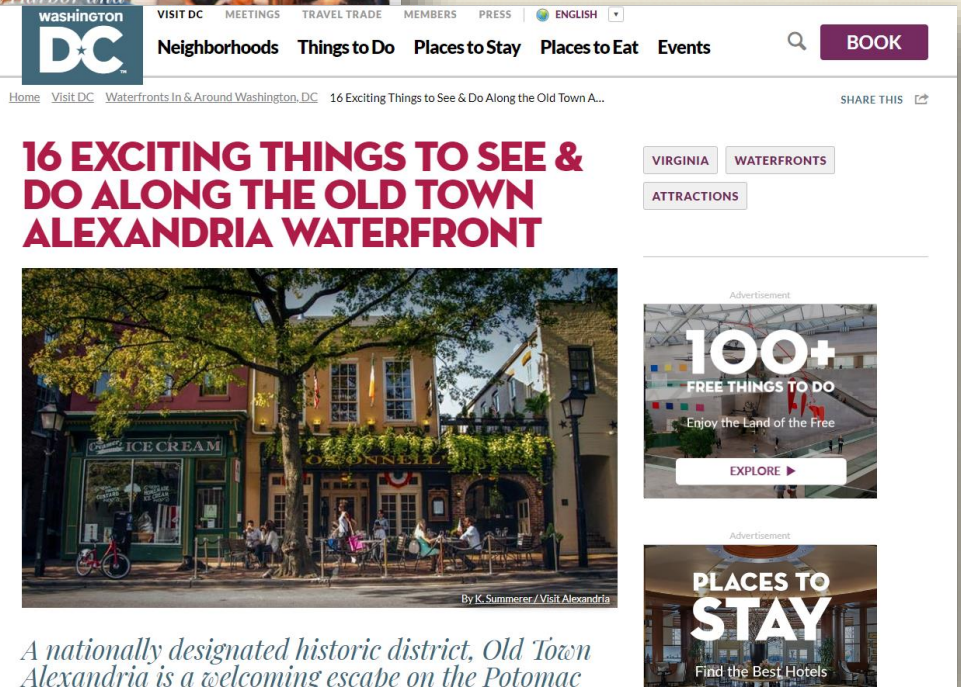 Harbor and
WASHINGTON
DC
VISIT DC MEETINGS TRAVEL TRADE MEMBERS PRESS ENGLISH
Neighborhoods Things to Do Places to Stay Places to Eat Events
BOOK
Home Visit DC Waterfronts In & Around Washington, DC 16 Exciting Things to See & Do Along the Old Town A...
SHARE THIS
16 EXCITING THINGS TO SEE &
DO ALONG THE OLD TOWN
ALEXANDRIA WATERFRONT
VIRGINIA WATERFRONTS
ATTRACTIONS
Creamery ICE CREAM
By K. Summerer / Visit Alexandria
Advertisement
100+
FREE THINGS TO DO
Enjoy the Land of the Free
EXPLORE
Advertisement
PLACES TO
STAY
Find the Best Hotels
A nationally designated historic district, Old Town
Alexandria is a welcoming escape on the Potomac